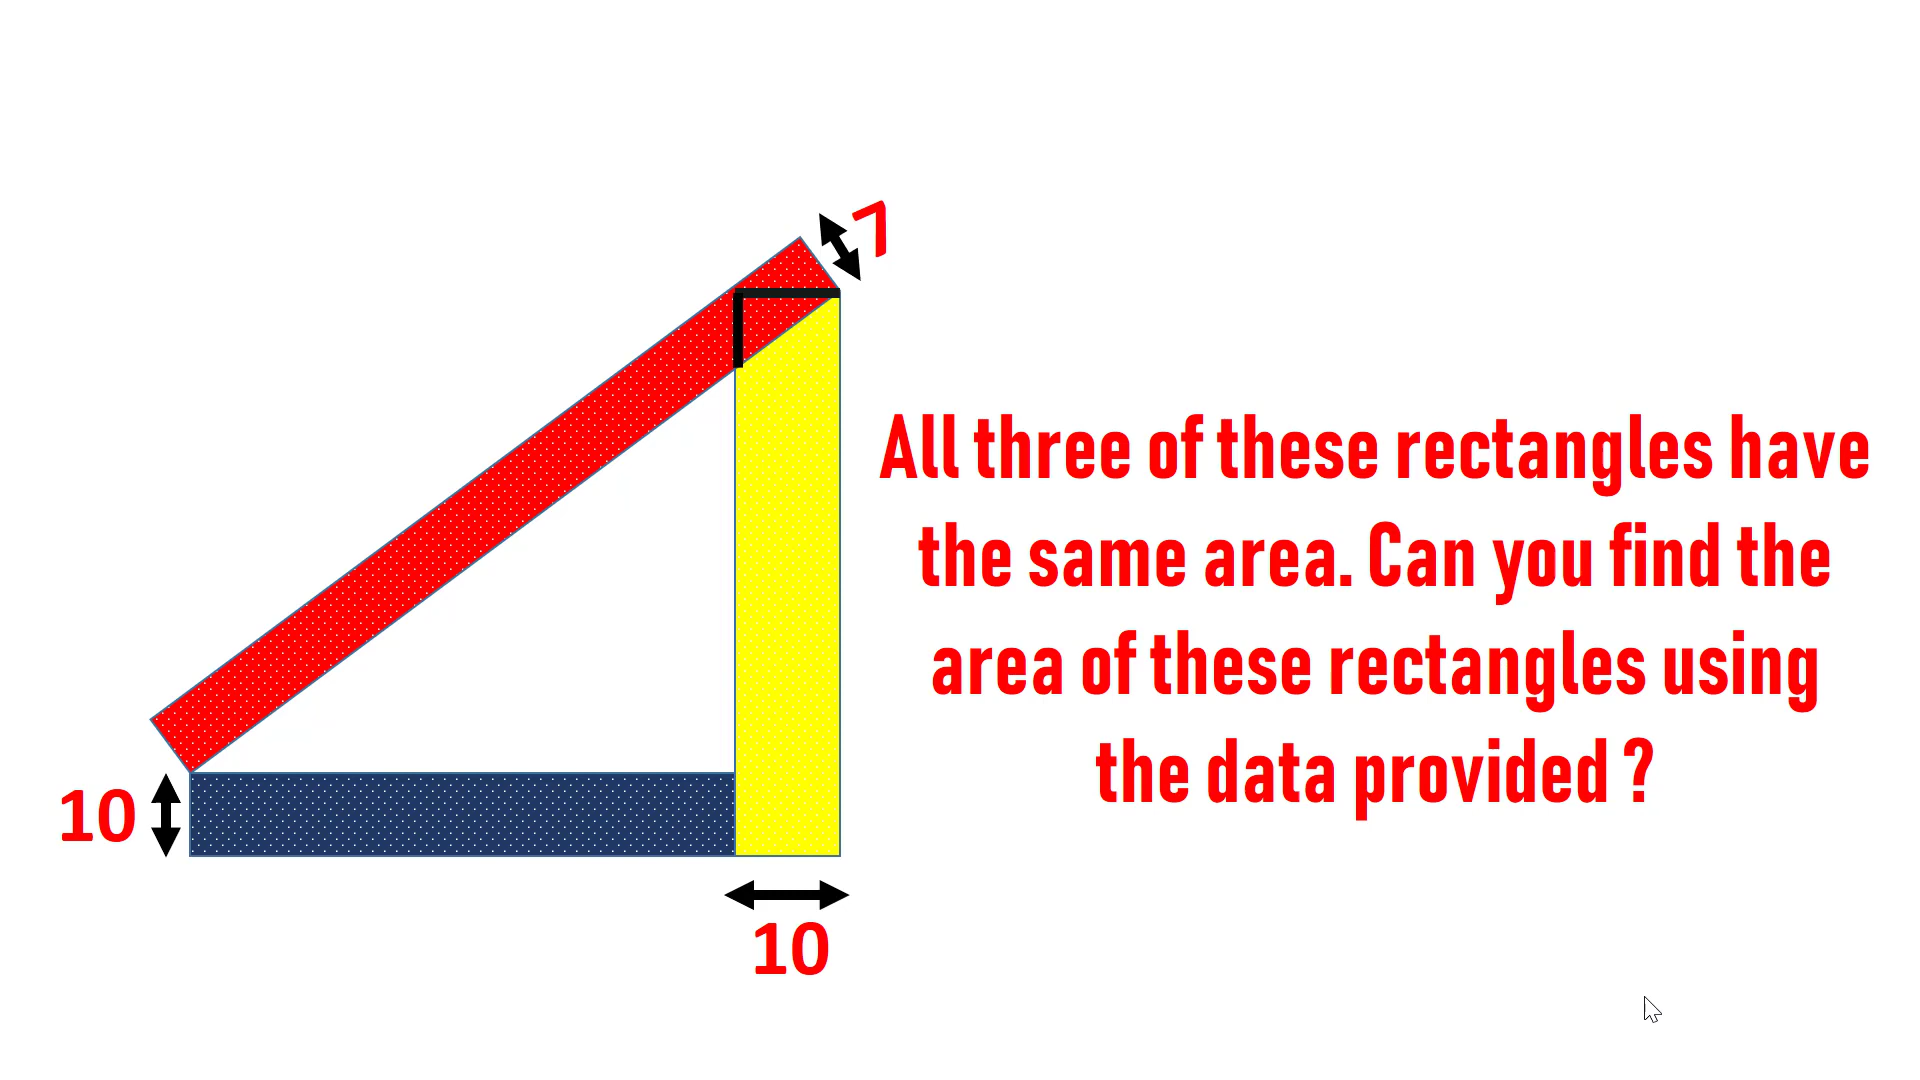 7
All three of these rectangles have
the same area. Can you find the
area of these rectangles using
the data provided ?
10
10